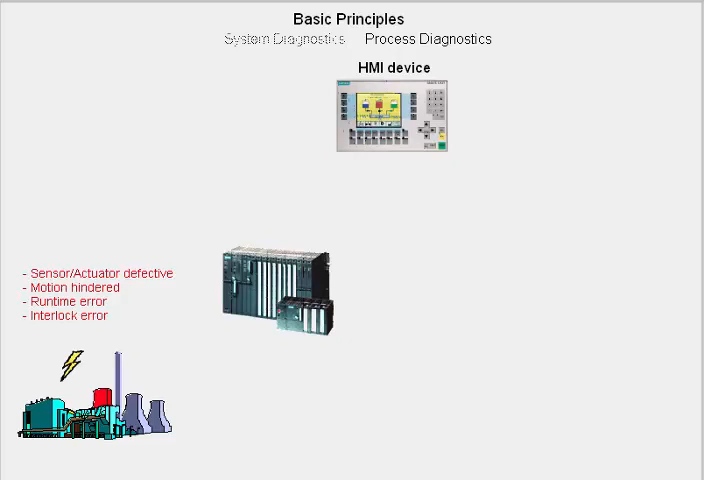 Basic Principles
System Diagnostics Process Diagnostics
HMI device
- Sensor/Actuator defective
- Motion hindered
- Runtime error
- Interlock error